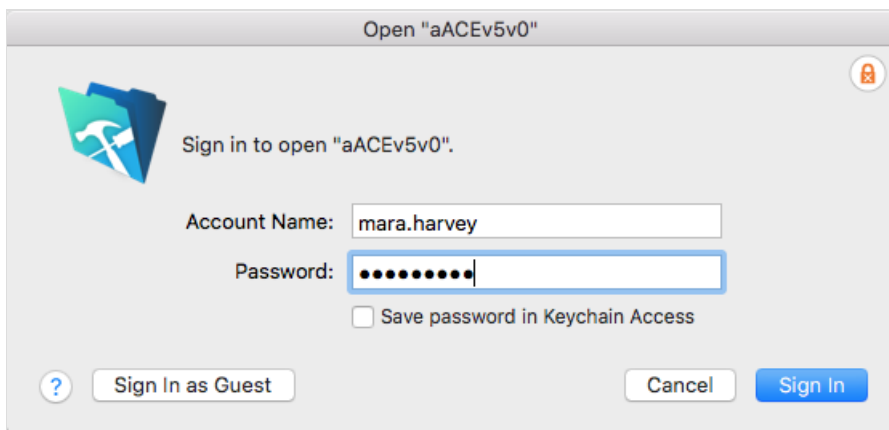 Open "aACEv5v0"
Sign in to open "aACEv5v0".
Account Name: mara.harvey
Password: •••••••••
Save password in Keychain Access
? Sign In as Guest Cancel Sign In